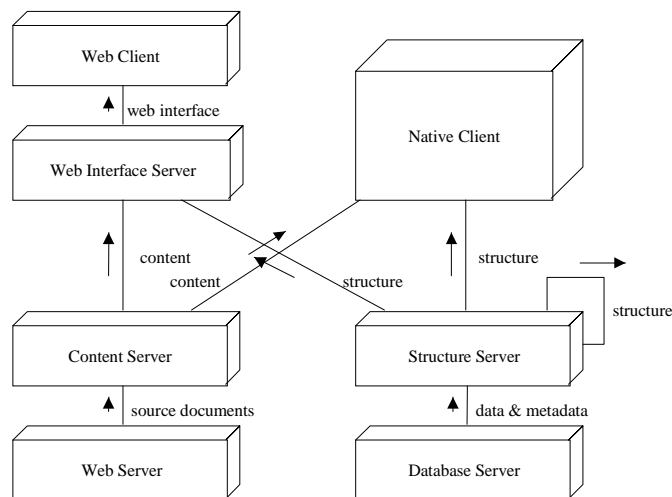 Web Client
web interface
Native Client
Web Interface Server
content
structure
content
structure
structure
Content Server
Structure Server
source documents
data & metadata
Web Server
Database Server